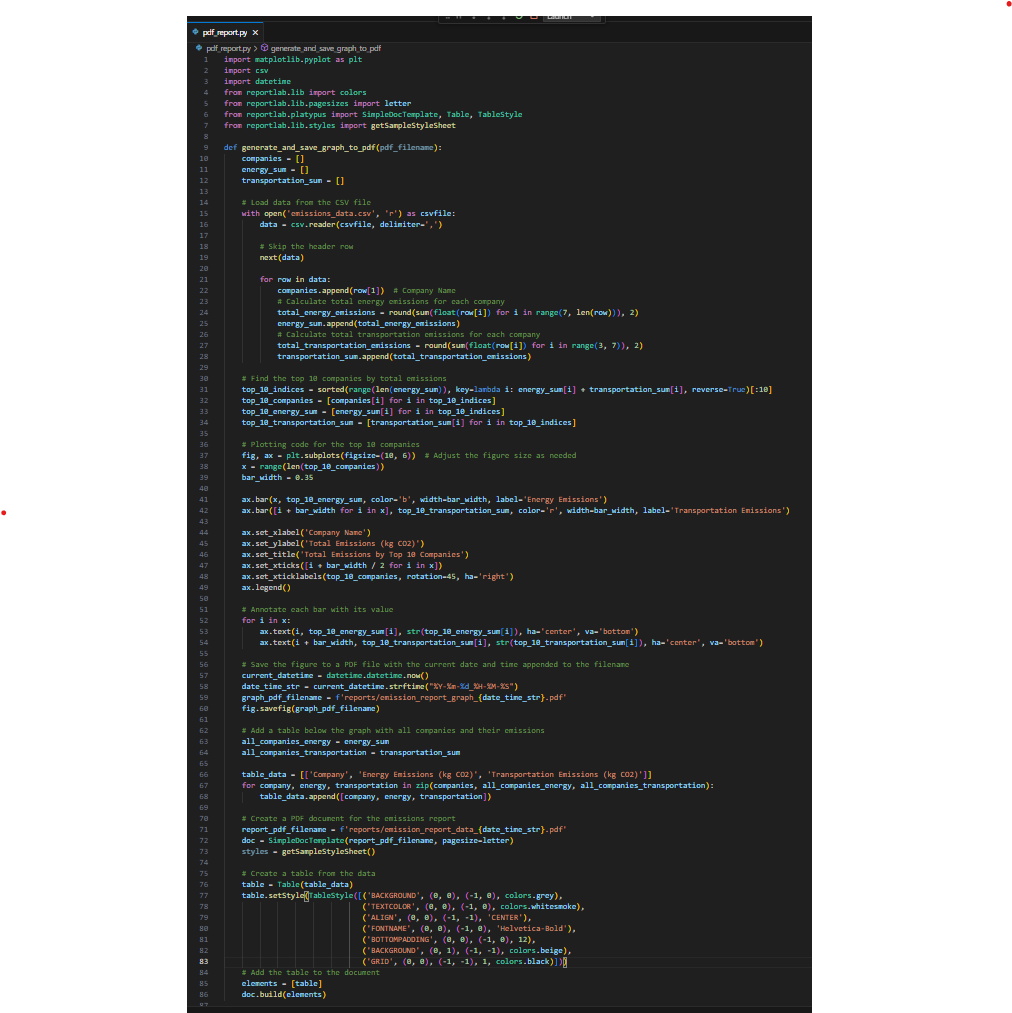 Launch
pdf_report.py ×
pdf_report.py > generate_and_save_graph_to_pdf
1 import matplotlib.pyplot as plt
2 import csv
3 import datetime
4 from reportlab.lib import colors
5 from reportlab.lib.pagesizes import letter
6 from reportlab.platypus import SimpleDocTemplate, Table, TableStyle
7 from reportlab.lib.styles import getSampleStyleSheet
8
9 def generate_and_save_graph_to_pdf(pdf_filename):
10     companies = []
11     energy_sum = []
12     transportation_sum = []
13
14     # Load data from the CSV file
15     with open('emissions_data.csv', 'r') as csvfile:
16         data = csv.reader(csvfile, delimiter=',')
17
18         # Skip the header row
19         next(data)
20
21         for row in data:
22             companies.append(row[1])  # Company Name
23             # Calculate total energy emissions for each company
24             total_energy_emissions = round(sum(float(row[i]) for i in range(7, len(row))), 2)
25             energy_sum.append(total_energy_emissions)
26             # Calculate total transportation emissions for each company
27             total_transportation_emissions = round(sum(float(row[i]) for i in range(3, 7)), 2)
28             transportation_sum.append(total_transportation_emissions)
29
30     # Find the top 10 companies by total emissions
31     top_10_indices = sorted(range(len(energy_sum)), key=lambda i: energy_sum[i] + transportation_sum[i], reverse=True)[:10]
32     top_10_companies = [companies[i] for i in top_10_indices]
33     top_10_energy_sum = [energy_sum[i] for i in top_10_indices]
34     top_10_transportation_sum = [transportation_sum[i] for i in top_10_indices]
35
36     # Plotting code for the top 10 companies
37     fig, ax = plt.subplots(figsize=(10, 6))  # Adjust the figure size as needed
38     x = range(len(top_10_companies))
39     bar_width = 0.35
40
41     ax.bar(x, top_10_energy_sum, color='b', width=bar_width, label='Energy Emissions')
42     ax.bar([i + bar_width for i in x], top_10_transportation_sum, color='r', width=bar_width, label='Transportation Emissions')
43
44     ax.set_xlabel('Company Name')
45     ax.set_ylabel('Total Emissions (kg CO2)')
46     ax.set_title('Total Emissions by Top 10 Companies')
47     ax.set_xticks([i + bar_width / 2 for i in x])
48     ax.set_xticklabels(top_10_companies, rotation=45, ha='right')
49     ax.legend()
50
51     # Annotate each bar with its value
52     for i in x:
53         ax.text(i, top_10_energy_sum[i], str(top_10_energy_sum[i]), ha='center', va='bottom')
54         ax.text(i + bar_width, top_10_transportation_sum[i], str(top_10_transportation_sum[i]), ha='center', va='bottom')
55
56     # Save the figure to a PDF file with the current date and time appended to the filename
57     current_datetime = datetime.datetime.now()
58     date_time_str = current_datetime.strftime("%Y-%m-%d_%H-%M-%S")
59     graph_pdf_filename = f'reports/emission_report_graph_{date_time_str}.pdf'
60     fig.savefig(graph_pdf_filename)
61
62     # Add a table below the graph with all companies and their emissions
63     all_companies_energy = energy_sum
64     all_companies_transportation = transportation_sum
65
66     table_data = [['Company', 'Energy Emissions (kg CO2)', 'Transportation Emissions (kg CO2)']]
67     for company, energy, transportation in zip(companies, all_companies_energy, all_companies_transportation):
68         table_data.append([company, energy, transportation])
69
70     # Create a PDF document for the emissions report
71     report_pdf_filename = f'reports/emission_report_data_{date_time_str}.pdf'
72     doc = SimpleDocTemplate(report_pdf_filename, pagesize=letter)
73     styles = getSampleStyleSheet()
74
75     # Create a table from the data
76     table = Table(table_data)
77     table.setStyle(TableStyle([('BACKGROUND', (0, 0), (-1, 0), colors.grey),
78                                ('TEXTCOLOR', (0, 0), (-1, 0), colors.whitesmoke),
79                                ('ALIGN', (0, 0), (-1, -1), 'CENTER'),
80                                ('FONTNAME', (0, 0), (-1, 0), 'Helvetica-Bold'),
81                                ('BOTTOMPADDING', (0, 0), (-1, 0), 12),
82                                ('BACKGROUND', (0, 1), (-1, -1), colors.beige),
83                                ('GRID', (0, 0), (-1, -1), 1, colors.black)]))
84     # Add the table to the document
85     elements = [table]
86     doc.build(elements)
87